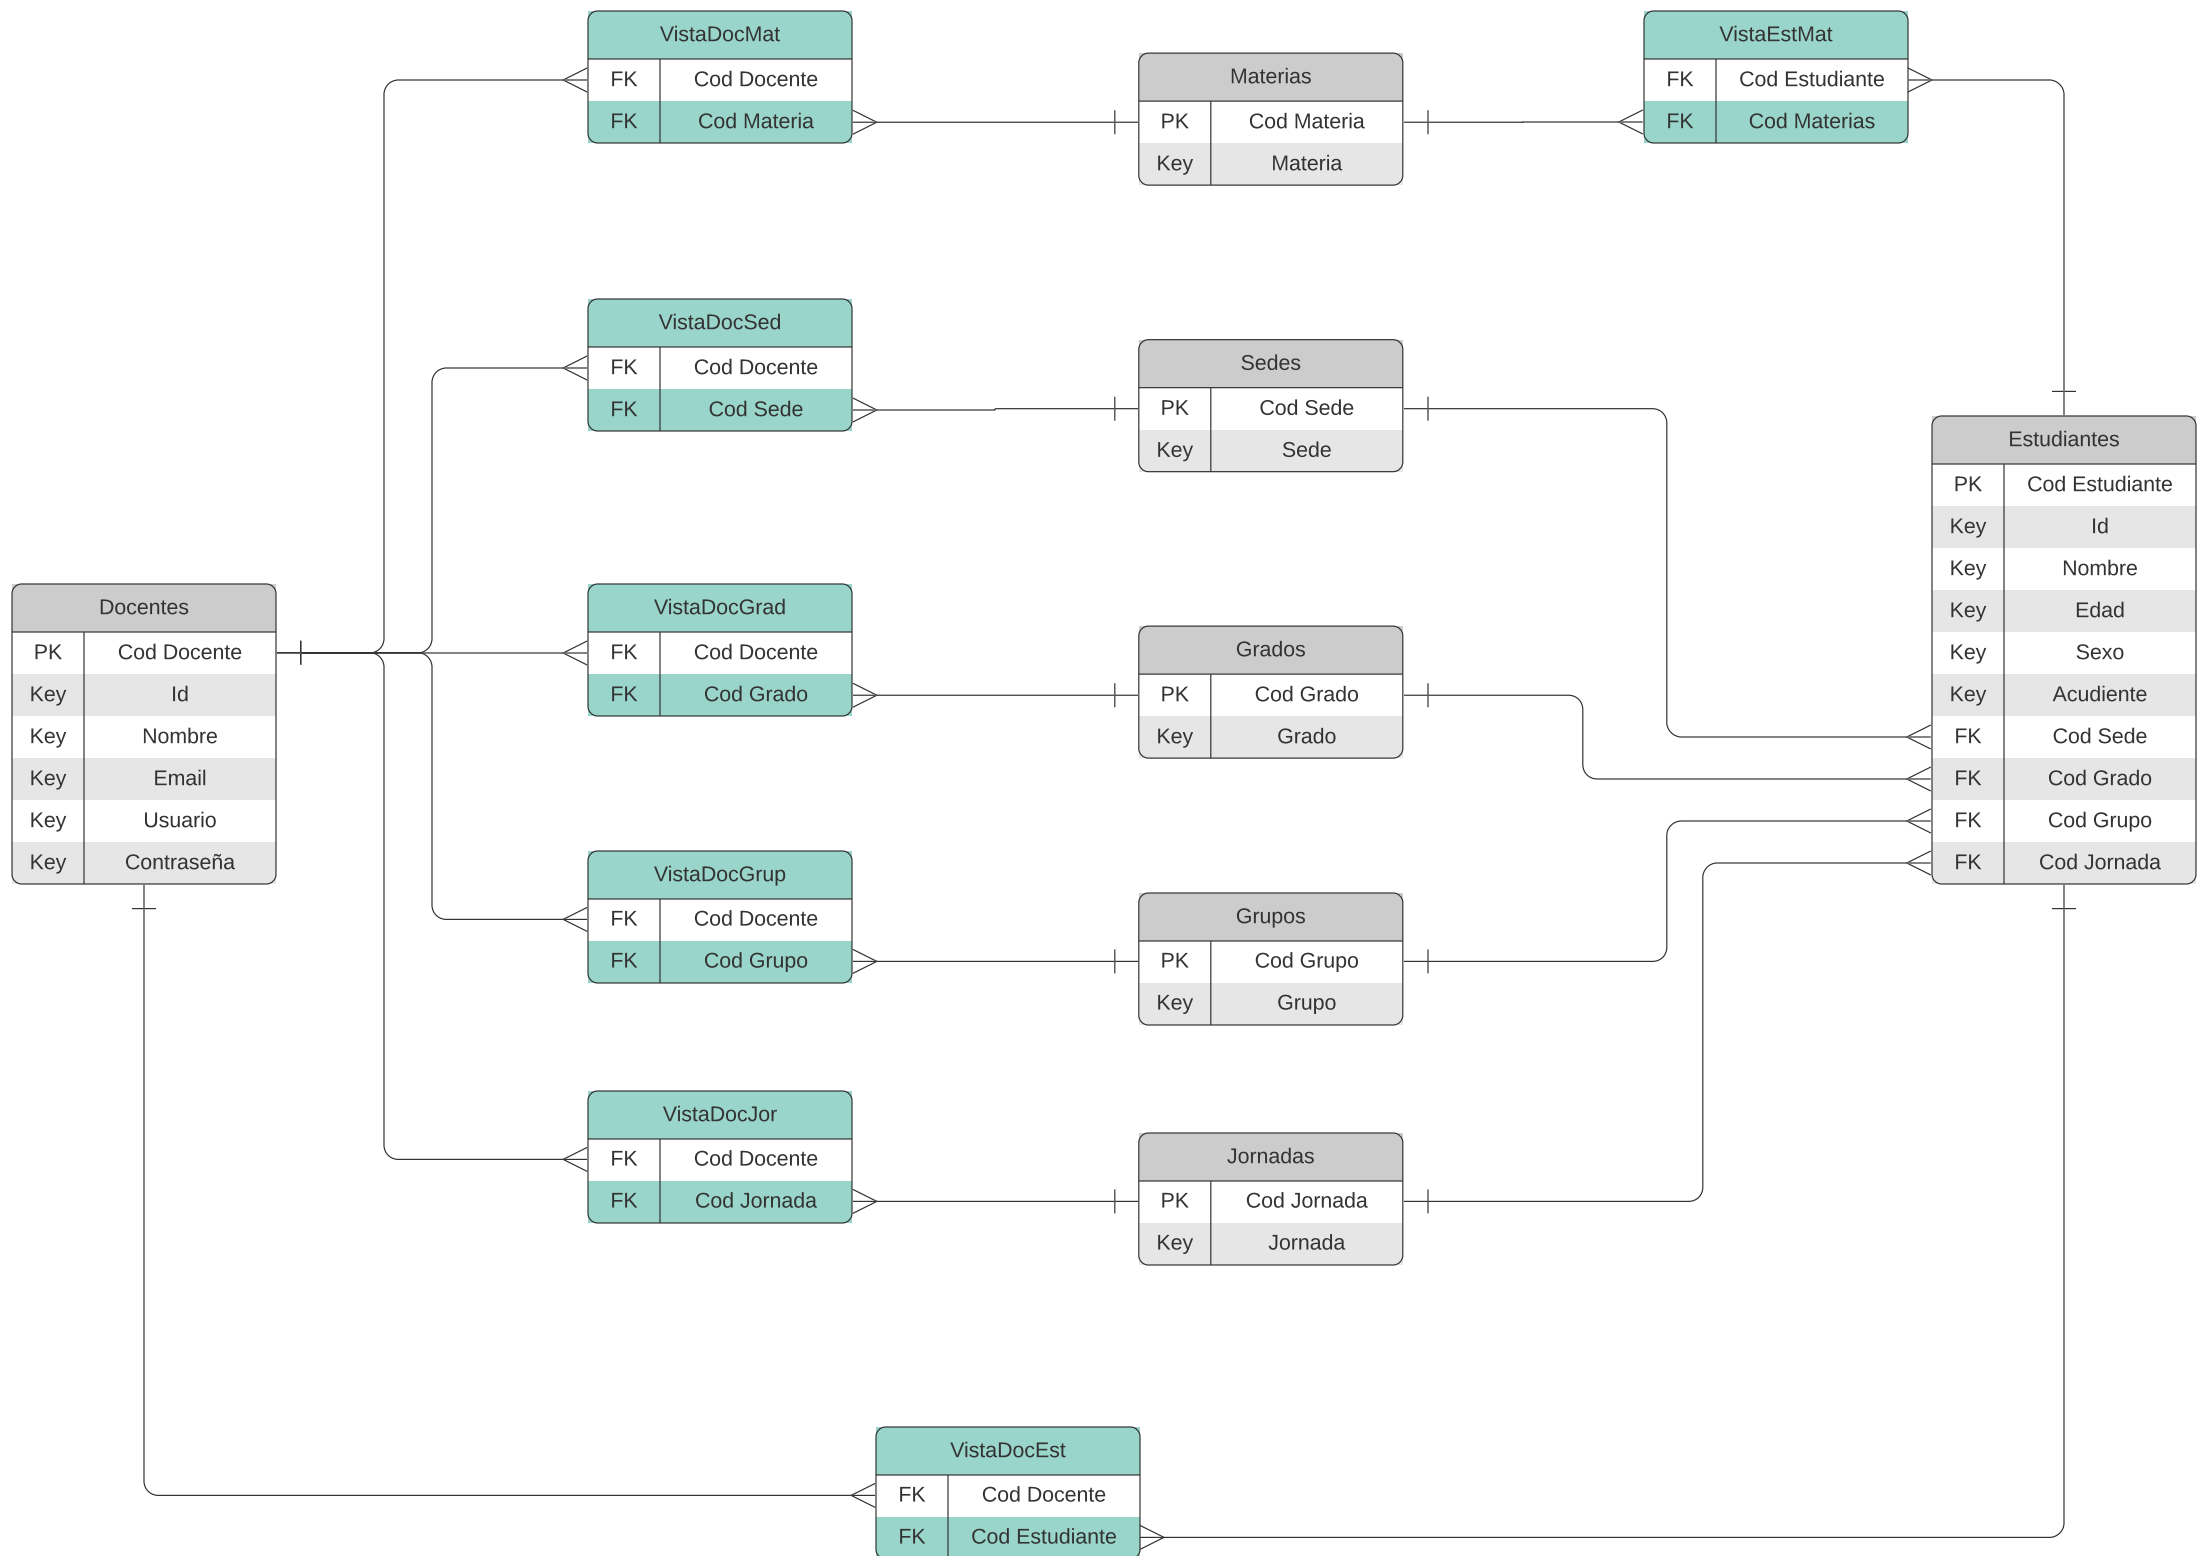 VistaDocMat
FK Cod Docente
FK Cod Materia
Materias
PK Cod Materia
Key Materia
VistaEstMat
FK Cod Estudiante
FK Cod Materias
VistaDocSed
FK Cod Docente
FK Cod Sede
Sedes
PK Cod Sede
Key Sede
Estudiantes
PK Cod Estudiante
Key Id
Key Nombre
Key Edad
Key Sexo
Key Acudiente
FK Cod Sede
FK Cod Grado
FK Cod Grupo
FK Cod Jornada
Docentes
PK Cod Docente
Key Id
Key Nombre
Key Email
Key Usuario
Key Contraseña
VistaDocGrad
FK Cod Docente
FK Cod Grado
Grados
PK Cod Grado
Key Grado
VistaDocGrup
FK Cod Docente
FK Cod Grupo
Grupos
PK Cod Grupo
Key Grupo
VistaDocJor
FK Cod Docente
FK Cod Jornada
Jornadas
PK Cod Jornada
Key Jornada
VistaDocEst
FK Cod Docente
FK Cod Estudiante